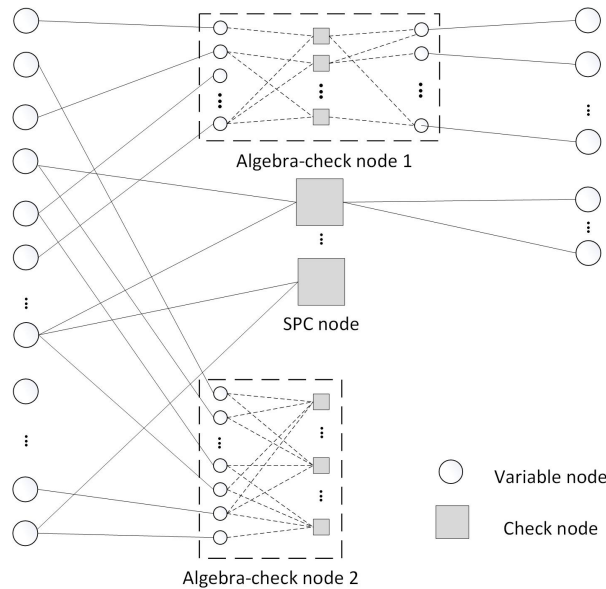 Algebra-check node 1
SPC node
Variable node
Check node
Algebra-check node 2